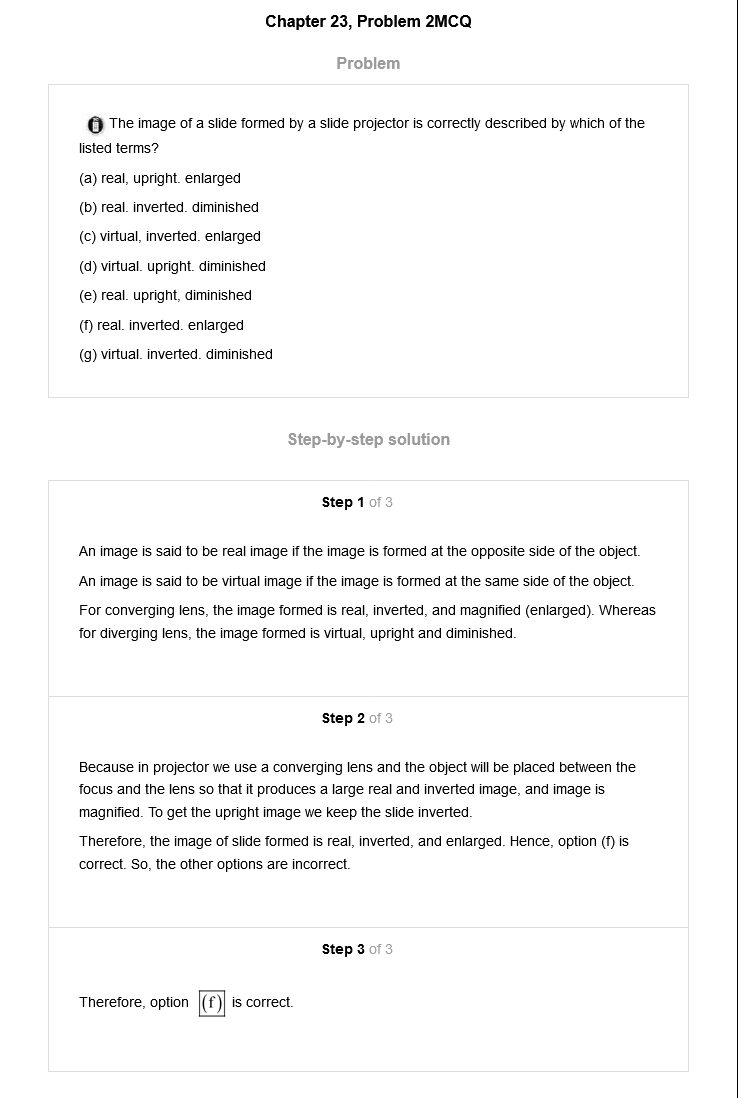 Chapter 23, Problem 2MCQ
Problem
The image of a slide formed by a slide projector is correctly described by which of the
listed terms?
(a) real, upright. enlarged
(b) real. inverted. diminished
(c) virtual, inverted. enlarged
(d) virtual. upright. diminished
(e) real. upright, diminished
(f) real. inverted. enlarged
(g) virtual. inverted. diminished
Step-by-step solution
Step 1 of 3
An image is said to be real image if the image is formed at the opposite side of the object.
An image is said to be virtual image if the image is formed at the same side of the object.
For converging lens, the image formed is real, inverted, and magnified (enlarged). Whereas
for diverging lens, the image formed is virtual, upright and diminished.
Step 2 of 3
Because in projector we use a converging lens and the object will be placed between the
focus and the lens so that it produces a large real and inverted image, and image is
magnified. To get the upright image we keep the slide inverted.
Therefore, the image of slide formed is real, inverted, and enlarged. Hence, option (f) is
correct. So, the other options are incorrect.
Step 3 of 3
Therefore, option (f) is correct.